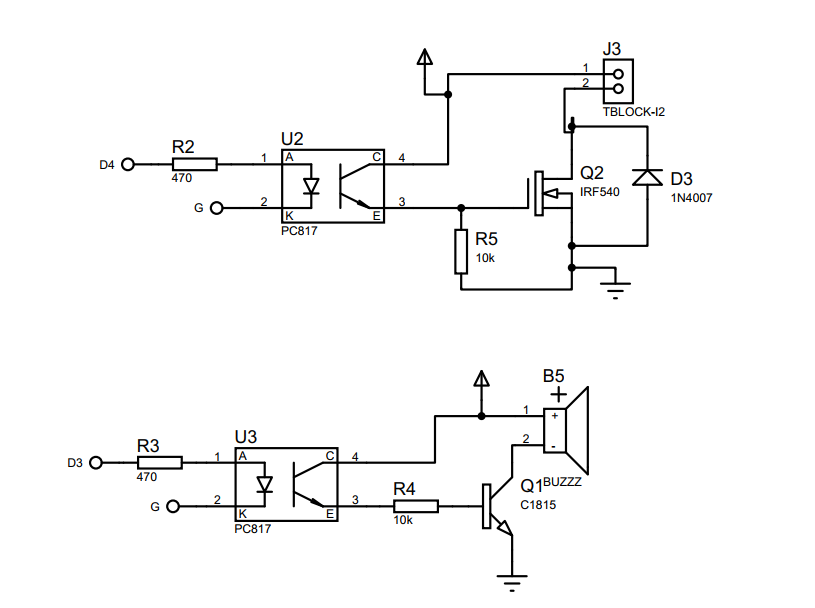 J3
1
2
TBLOCK-I2
R2
D4
470
U2
1
A
C
4
G
2
K
E
3
PC817
Q2
IRF540
D3
1N4007
R5
10k
B5
+
1
+
2
-
BUZZZ
R3
D3
470
U3
1
A
C
4
G
2
K
E
3
PC817
R4
10k
Q1
C1815